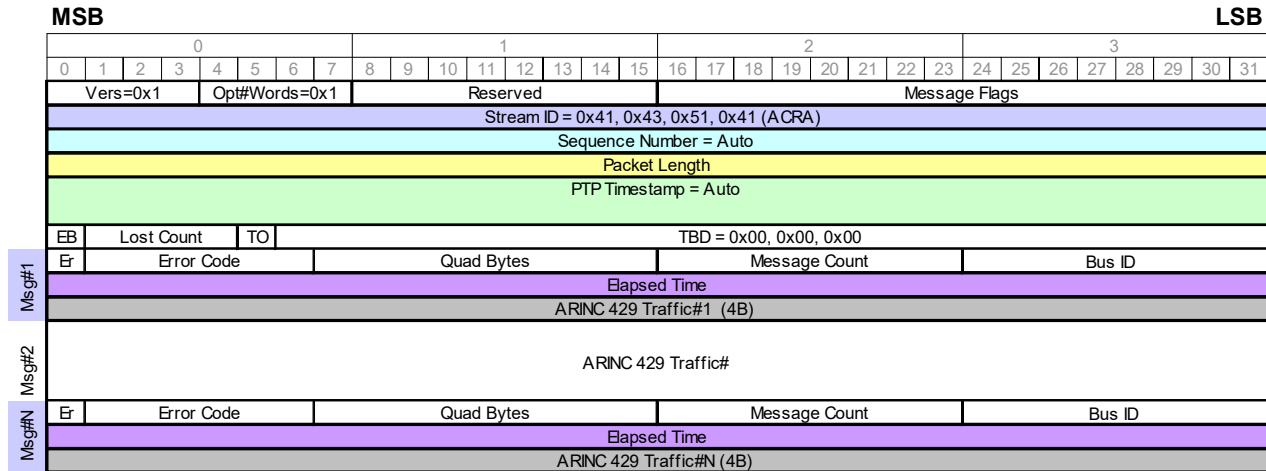 MSB LSB
0 1 2 3
0 1 2 3 4 5 6 7 8 9 10 11 12 13 14 15 16 17 18 19 20 21 22 23 24 25 26 27 28 29 30 31
Vers=0x1 Opt#Words=0x1 Reserved Message Flags
Stream ID = 0x41, 0x43, 0x51, 0x41 (ACRA)
Sequence Number = Auto
Packet Length
PTP Timestamp = Auto
EB Lost Count TO TBD = 0x00, 0x00, 0x00
Msg#1
Er Error Code Quad Bytes Message Count Bus ID
Elapsed Time
ARINC 429 Traffic#1 (4B)
Msg#2
ARINC 429 Traffic#
Msg#N
Er Error Code Quad Bytes Message Count Bus ID
Elapsed Time
ARINC 429 Traffic#N (4B)